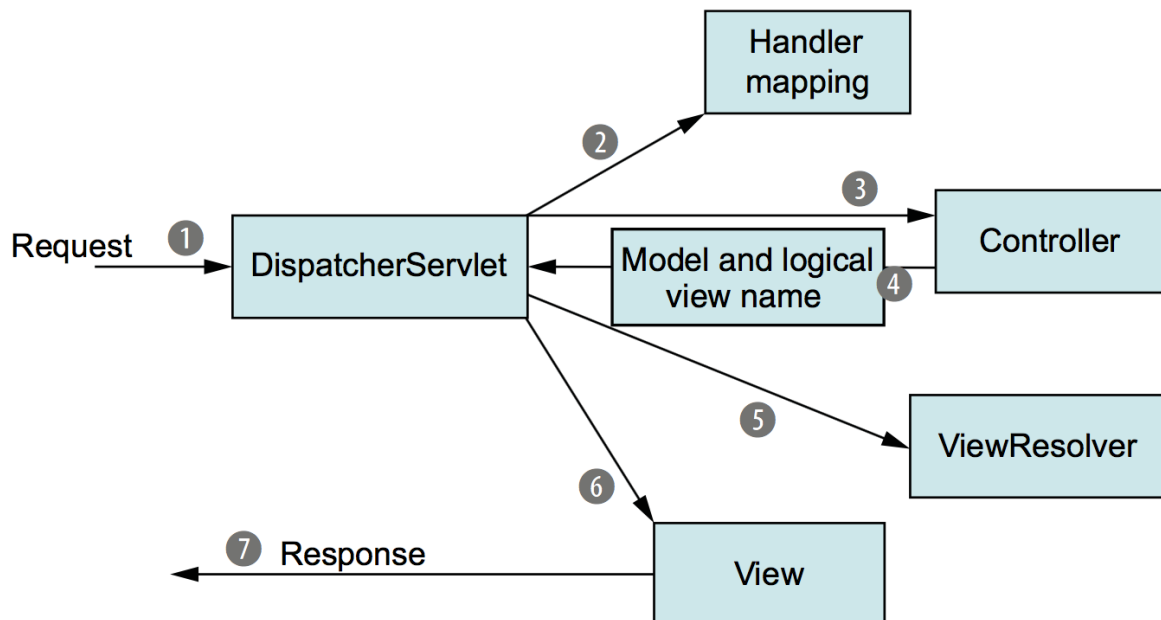 Handler
mapping
2
3
1
Request
DispatcherServlet
Model and logical
view name
4
Controller
5
ViewResolver
6
7
Response
View